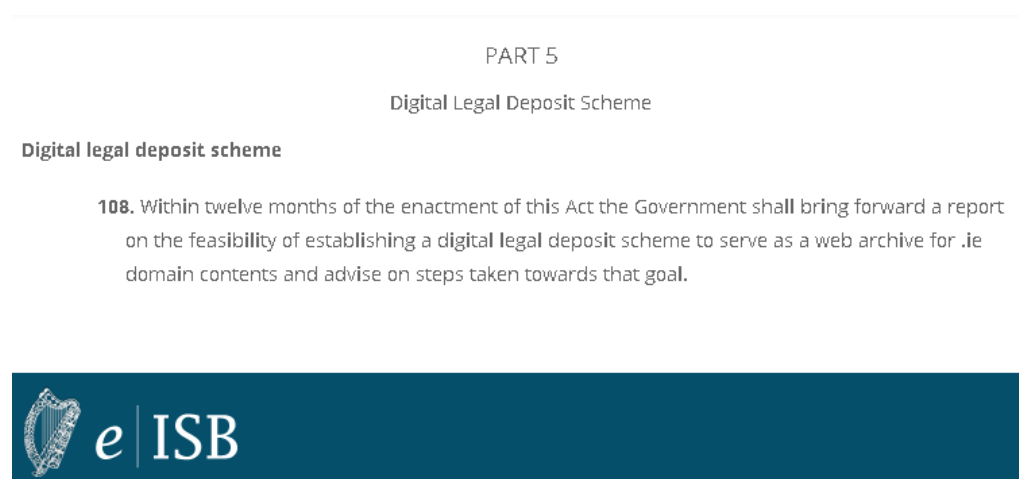 PART 5
Digital Legal Deposit Scheme
Digital legal deposit scheme
108. Within twelve months of the enactment of this Act the Government shall bring forward a report
on the feasibility of establishing a digital legal deposit scheme to serve as a web archive for .ie
domain contents and advise on steps taken towards that goal.
e ISB